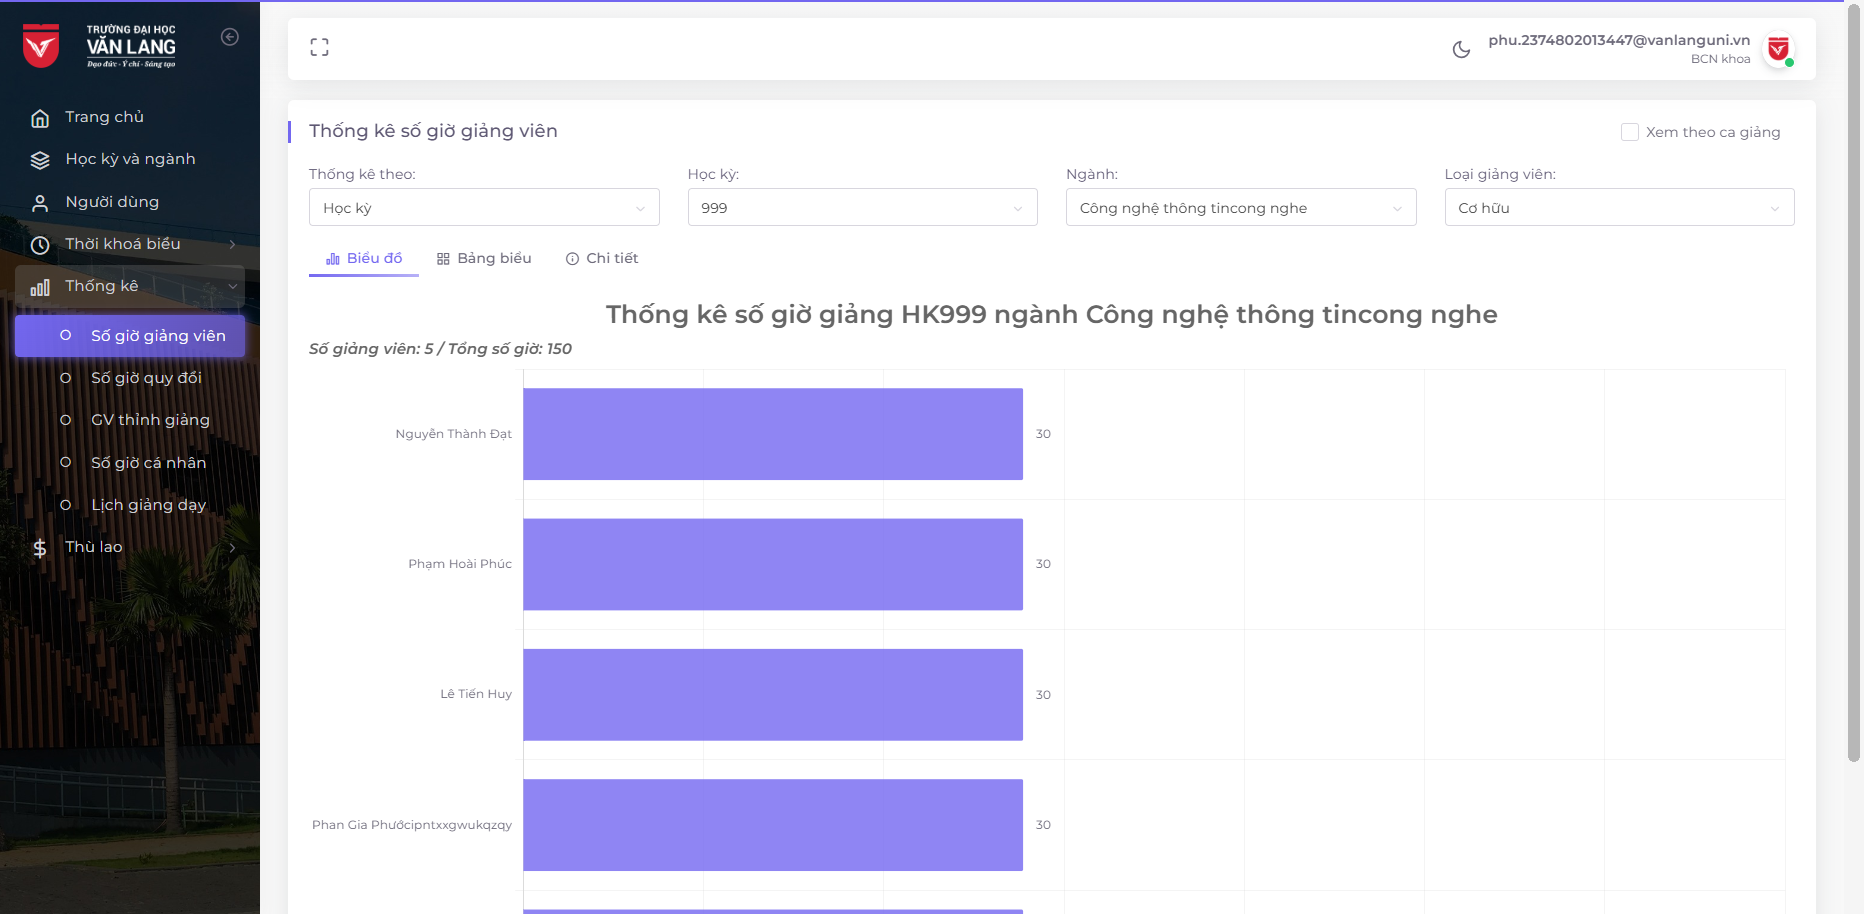 TRƯỜNG ĐẠI HỌC
VĂN LANG
Đạo đức - Ý chí - Sáng tạo
Trang chủ
Học kỳ và ngành
Người dùng
Thời khoá biểu
Thống kê
Số giờ giảng viên
Số giờ quy đổi
GV thỉnh giảng
Số giờ cá nhân
Lịch giảng dạy
Thù lao
phu.2374802013447@vanlanguni.vn
BCN khoa
Thống kê số giờ giảng viên
Xem theo ca giảng
Thống kê theo:
Học kỳ
Học kỳ:
999
Ngành:
Công nghệ thông tincong nghe
Loại giảng viên:
Cơ hữu
Biểu đồ
Bảng biểu
Chi tiết
Thống kê số giờ giảng HK999 ngành Công nghệ thông tincong nghe
Số giảng viên: 5 / Tổng số giờ: 150
Nguyễn Thành Đạt 30
Phạm Hoài Phúc 30
Lê Tiến Huy 30
Phan Gia Phướcipntxxgwukqzqy 30